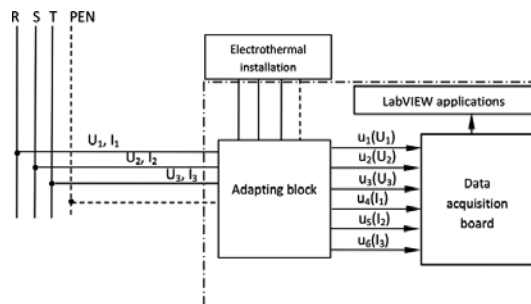 R S T PEN
Electrothermal
installation
LabVIEW applications
U₁, I₁
U₂, I₂
U₃, I₃
Adapting block
u₁(U₁)
u₂(U₂)
u₃(U₃)
u₄(I₁)
u₅(I₂)
u₆(I₃)
Data
acquisition
board